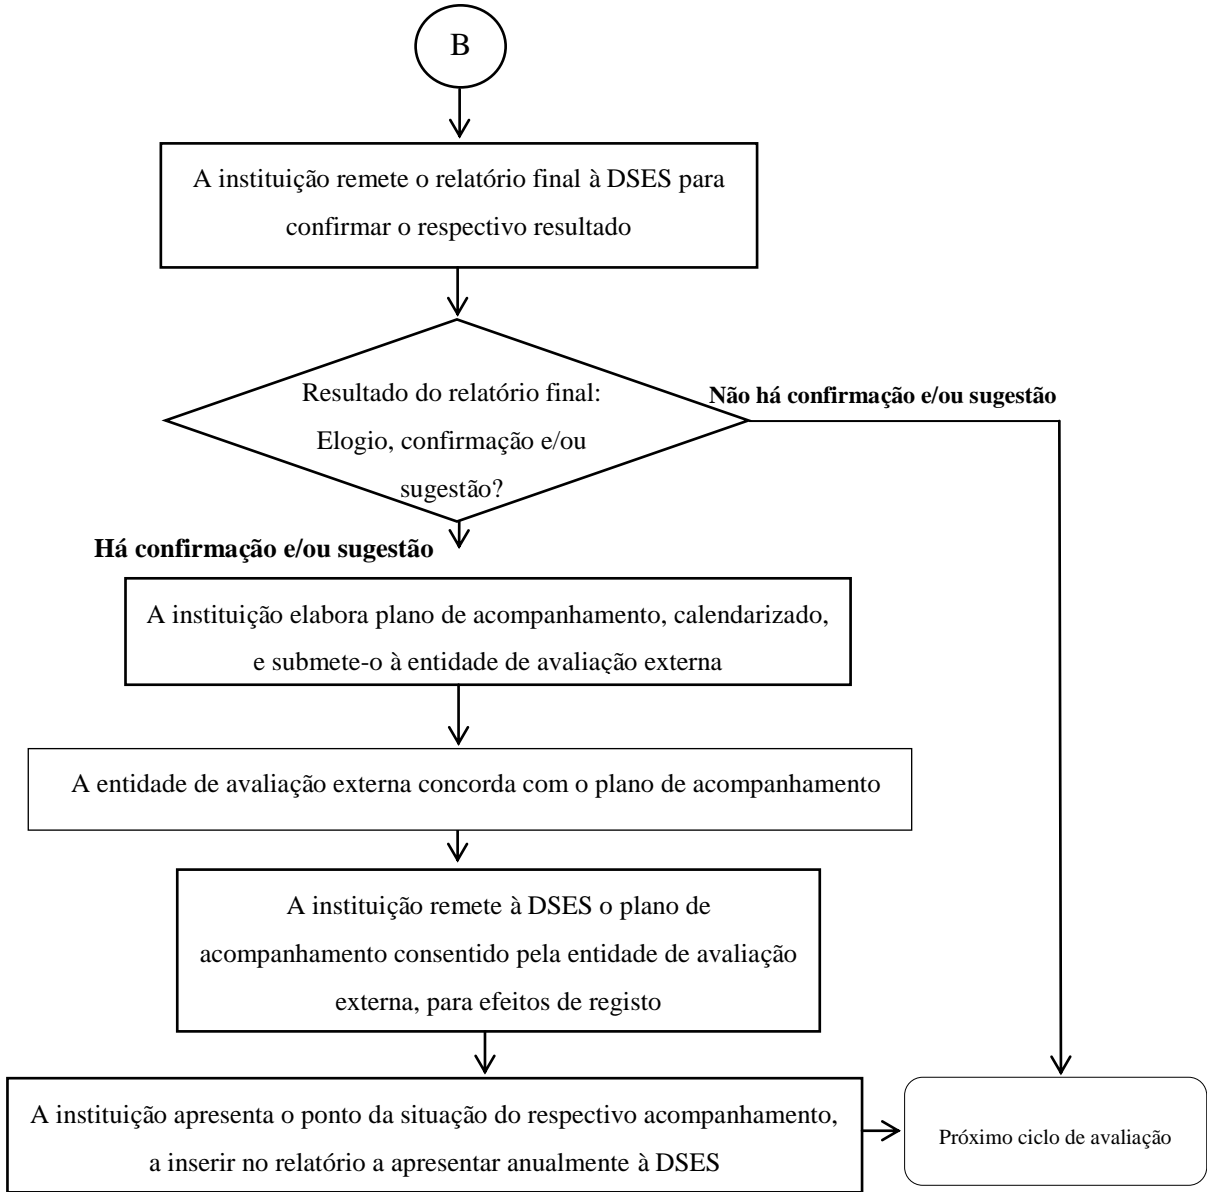 B
A instituição remete o relatório final à DSES para
confirmar o respectivo resultado
Resultado do relatório final:
Elogio, confirmação e/ou
sugestão?
Não há confirmação e/ou sugestão
Há confirmação e/ou sugestão
A instituição elabora plano de acompanhamento, calendarizado,
e submete-o à entidade de avaliação externa
A entidade de avaliação externa concorda com o plano de acompanhamento
A instituição remete à DSES o plano de
acompanhamento consentido pela entidade de avaliação
externa, para efeitos de registo
A instituição apresenta o ponto da situação do respectivo acompanhamento,
a inserir no relatório a apresentar anualmente à DSES
Próximo ciclo de avaliação